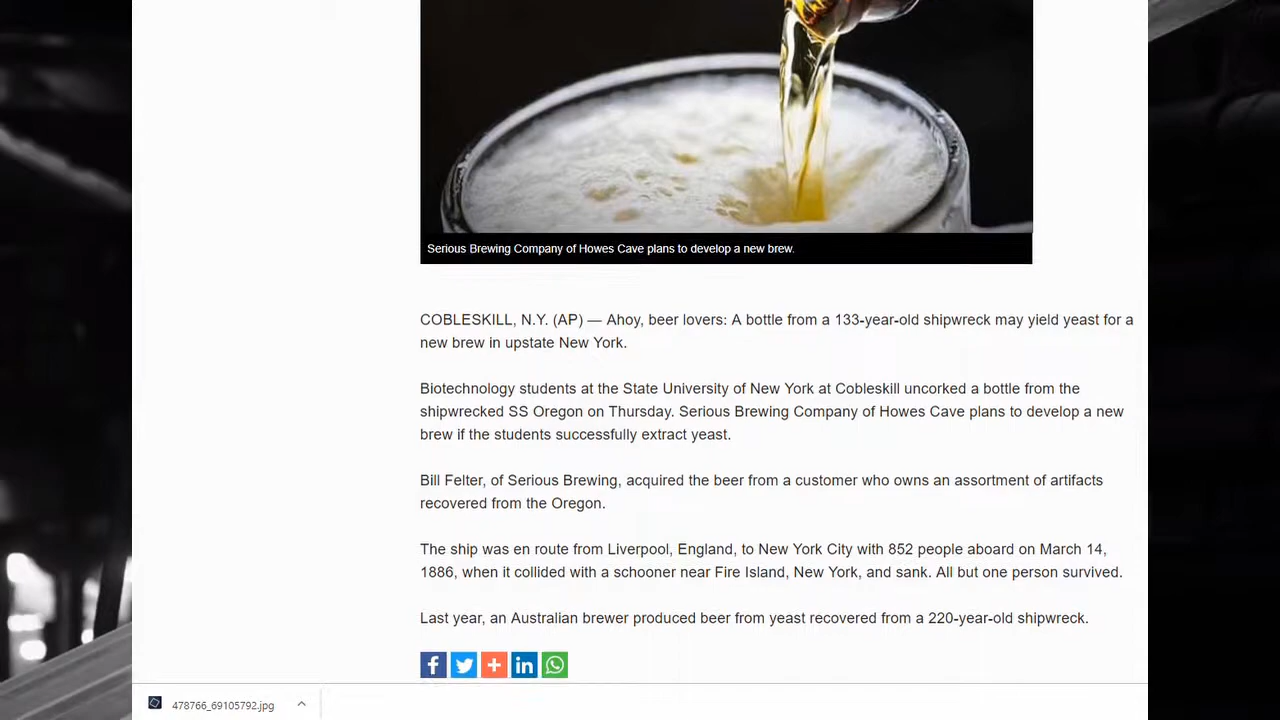 Serious Brewing Company of Howes Cave plans to develop a new brew.
COBLESKILL, N.Y. (AP) — Ahoy, beer lovers: A bottle from a 133-year-old shipwreck may yield yeast for a
new brew in upstate New York.
Biotechnology students at the State University of New York at Cobleskill uncorked a bottle from the
shipwrecked SS Oregon on Thursday. Serious Brewing Company of Howes Cave plans to develop a new
brew if the students successfully extract yeast.
Bill Felter, of Serious Brewing, acquired the beer from a customer who owns an assortment of artifacts
recovered from the Oregon.
The ship was en route from Liverpool, England, to New York City with 852 people aboard on March 14,
1886, when it collided with a schooner near Fire Island, New York, and sank. All but one person survived.
Last year, an Australian brewer produced beer from yeast recovered from a 220-year-old shipwreck.
478766_69105792.jpg